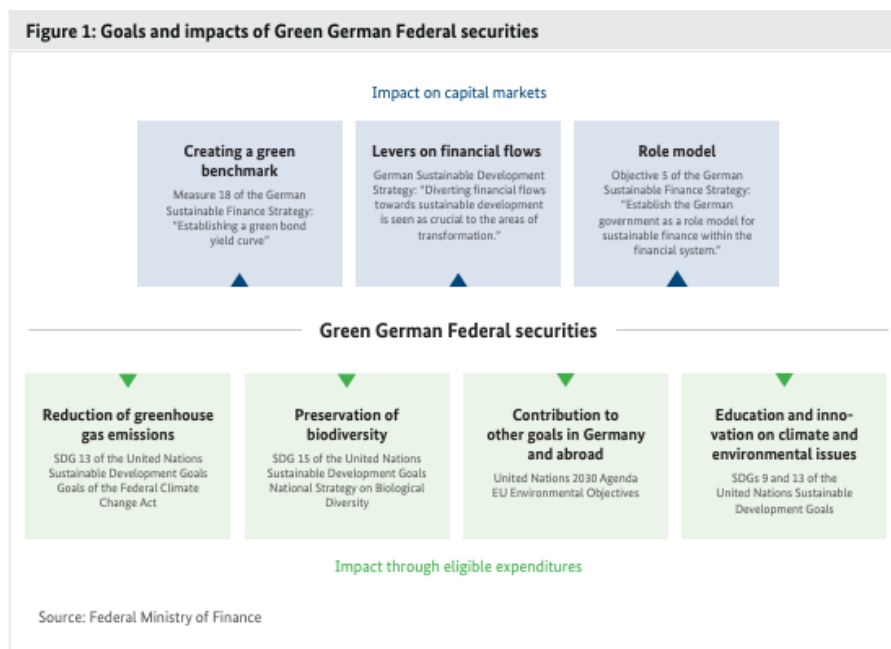 Figure 1: Goals and impacts of Green German Federal securities
Impact on capital markets
Creating a green
benchmark
Measure 18 of the German
Sustainable Finance Strategy:
"Establishing a green bond
yield curve"
Levers on financial flows
German Sustainable Development
Strategy: "Diverting financial flows
towards sustainable development
is seen as crucial to the areas of
transformation."
Role model
Objective 5 of the German
Sustainable Finance Strategy:
"Establish the German
government as a role model for
sustainable finance within the
financial system."
Green German Federal securities
Reduction of greenhouse
gas emissions
SDG 13 of the United Nations
Sustainable Development Goals
Goals of the Federal Climate
Change Act
Preservation of
biodiversity
SDG 15 of the United Nations
Sustainable Development Goals
National Strategy on Biological
Diversity
Contribution to
other goals in Germany
and abroad
United Nations 2030 Agenda
EU Environmental Objectives
Education and inno-
vation on climate and
environmental issues
SDGs 9 and 13 of the
United Nations Sustainable
Development Goals
Impact through eligible expenditures
Source: Federal Ministry of Finance